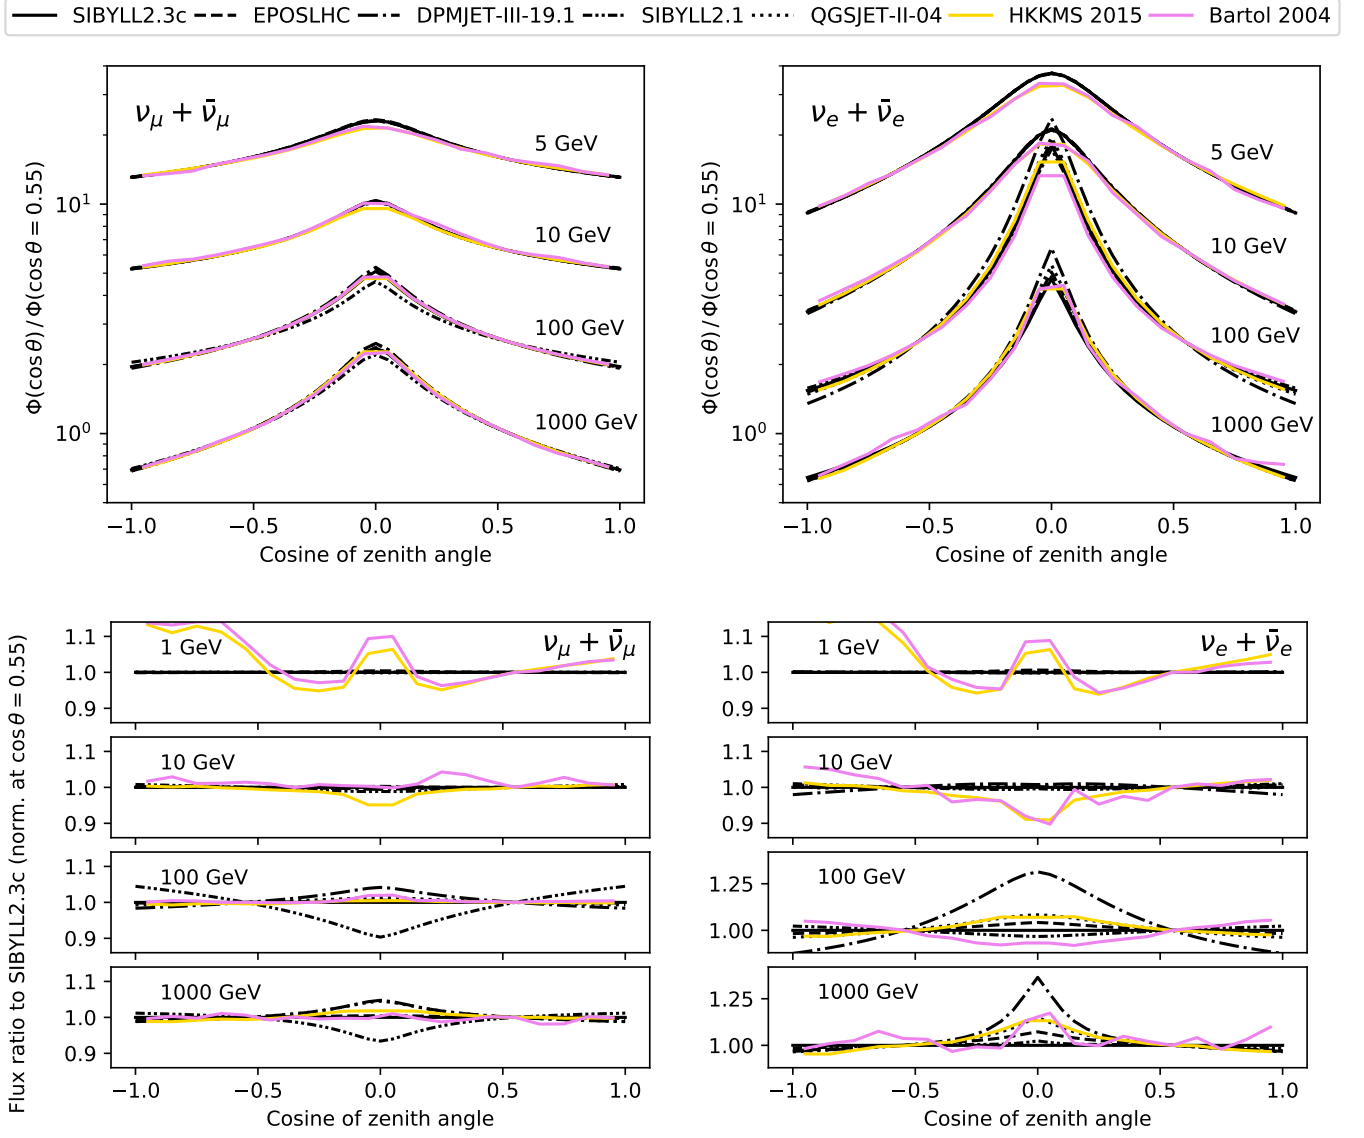 SIBYLL2.3c EPOSLHC DPMJET-III-19.1 SIBYLL2.1 QGSJET-II-04 HKKMS 2015 Bartol 2004
Φ(cos θ) / Φ(cos θ = 0.55)
10¹
10⁰
ν_μ + ν̄_μ
5 GeV
10 GeV
100 GeV
1000 GeV
−1.0 −0.5 0.0 0.5 1.0
Cosine of zenith angle
Φ(cos θ) / Φ(cos θ = 0.55)
10¹
10⁰
ν_e + ν̄_e
5 GeV
10 GeV
100 GeV
1000 GeV
−1.0 −0.5 0.0 0.5 1.0
Cosine of zenith angle
Flux ratio to SIBYLL2.3c (norm. at cos θ = 0.55)
1.1
1.0
0.9
1 GeV
ν_μ + ν̄_μ
1.1
1.0
0.9
10 GeV
1.1
1.0
0.9
100 GeV
1.1
1.0
0.9
1000 GeV
−1.0 −0.5 0.0 0.5 1.0
Cosine of zenith angle
1.1
1.0
0.9
1 GeV
ν_e + ν̄_e
1.1
1.0
0.9
10 GeV
1.25
1.00
100 GeV
1.25
1.00
1000 GeV
−1.0 −0.5 0.0 0.5 1.0
Cosine of zenith angle